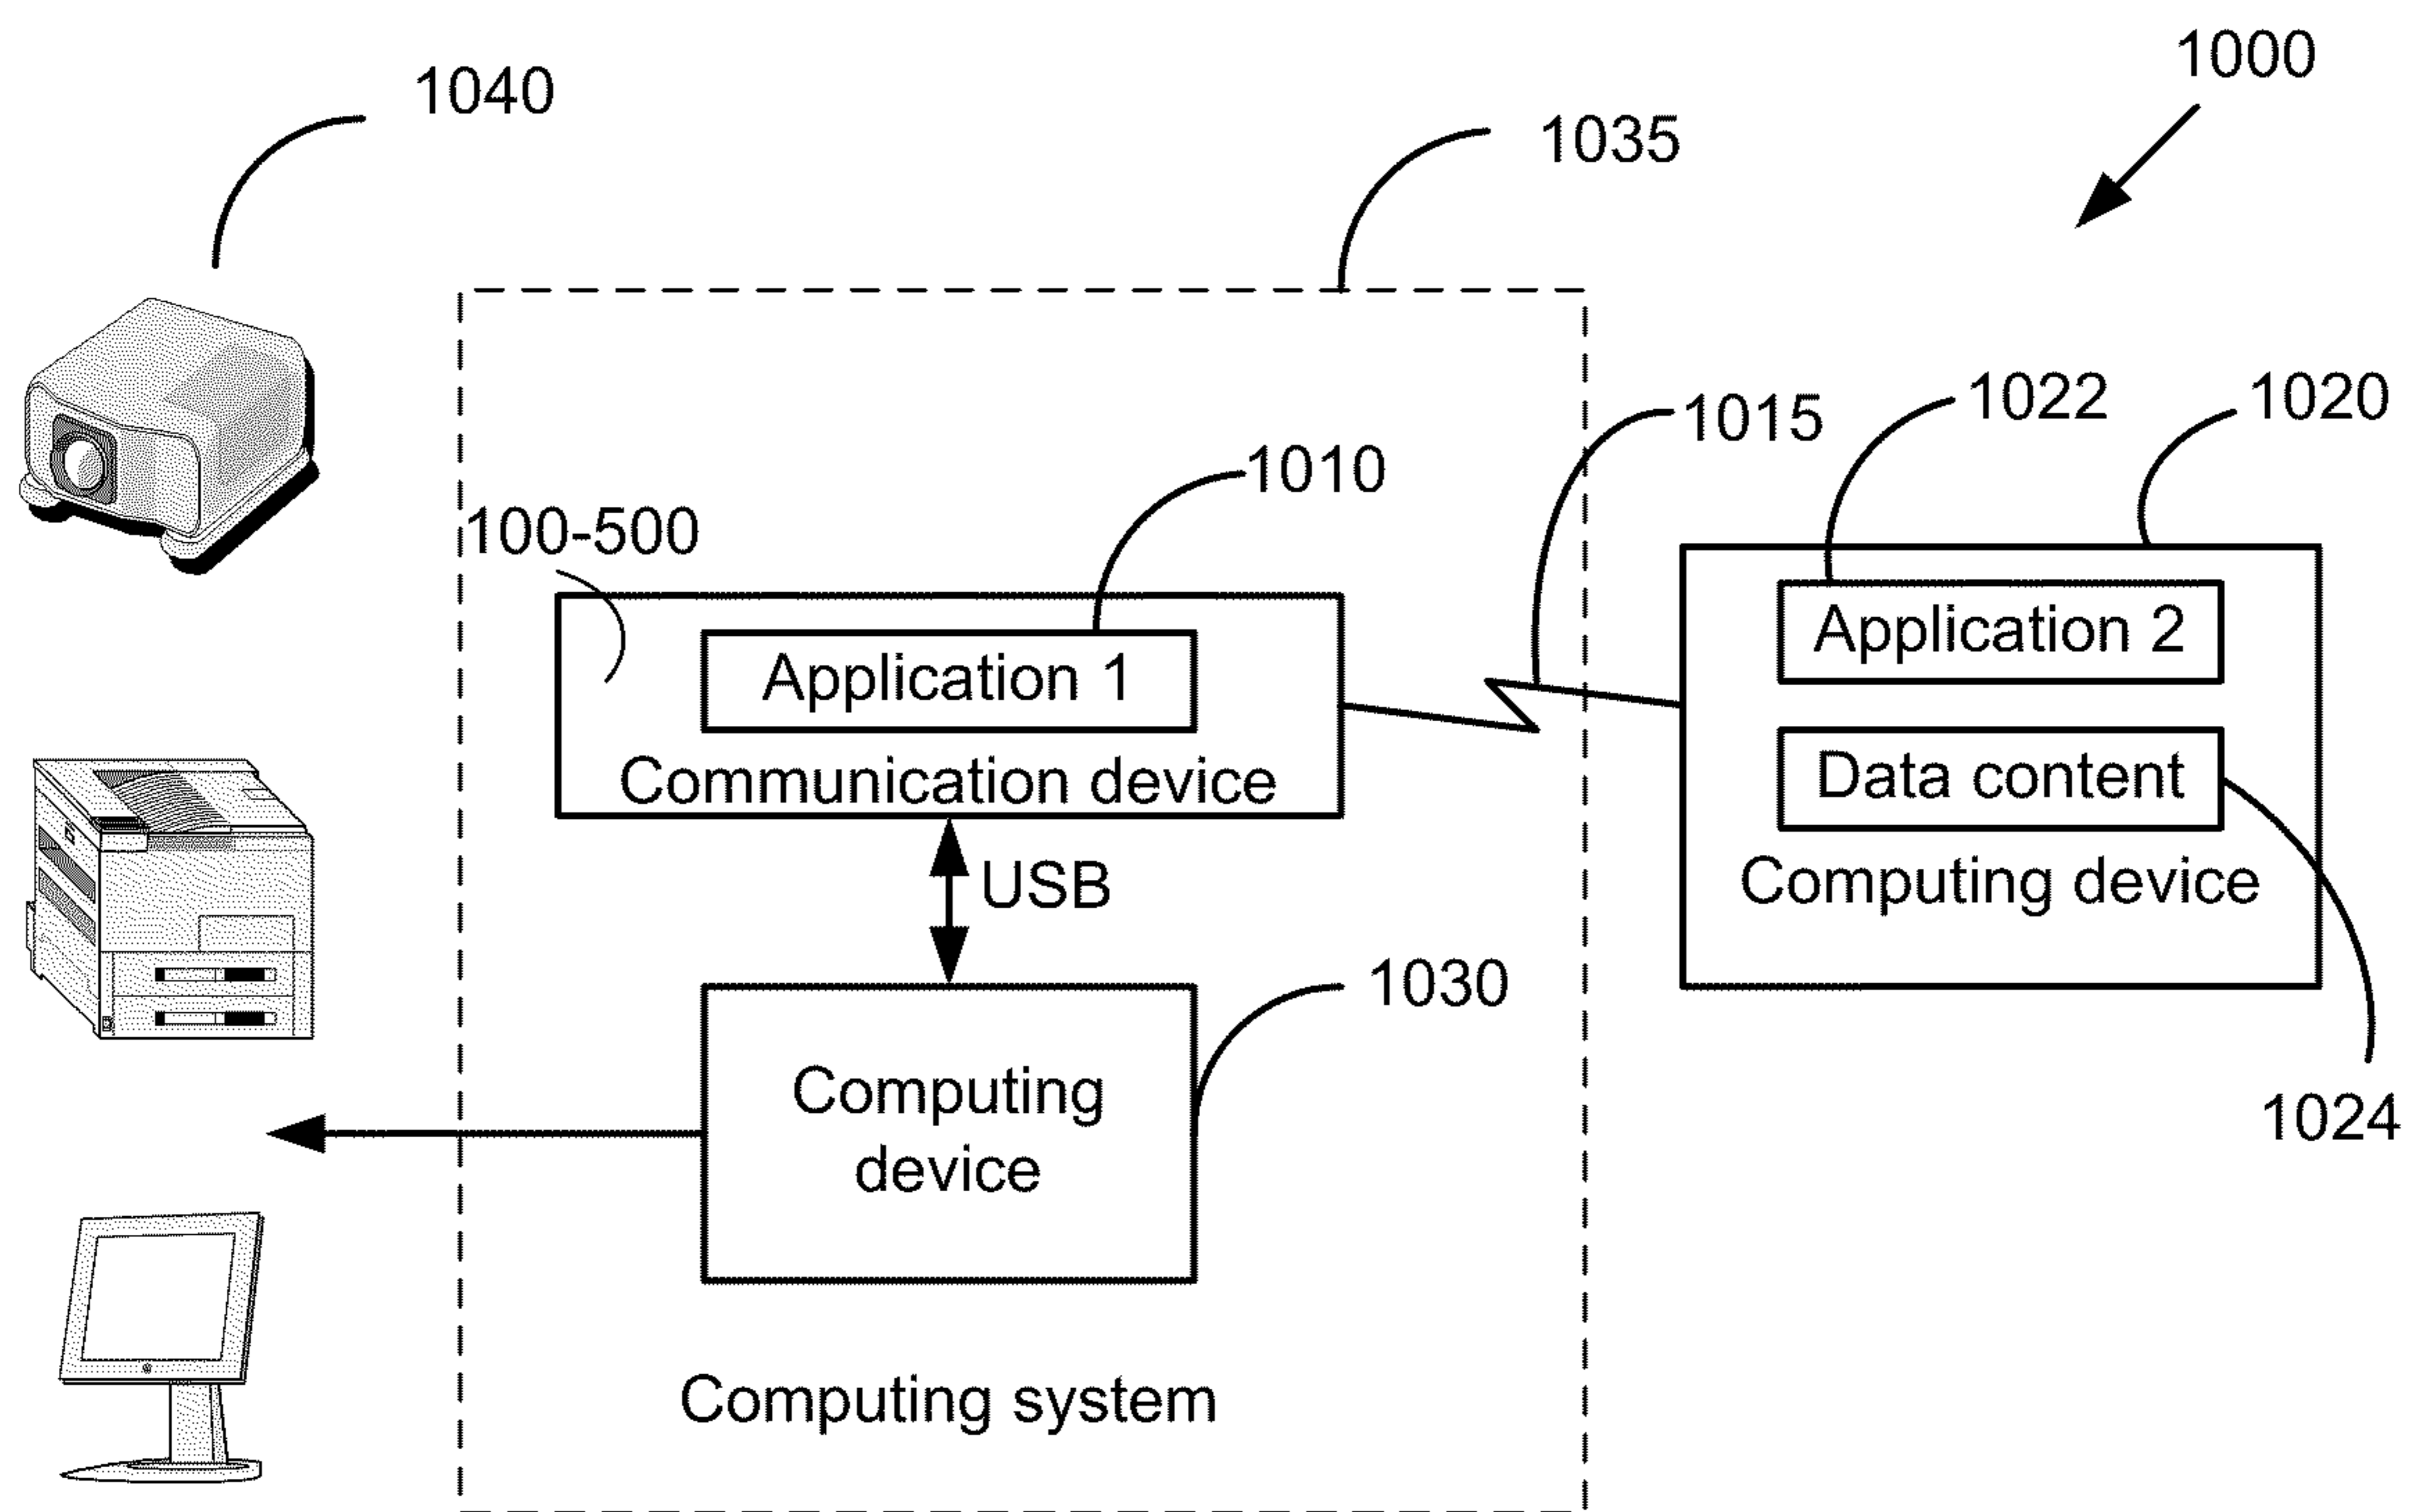 1000
1040
1035
1022
1020
1015
1010
100-500
Application 2
Application 1
Data content
Communication device
Computing device
USB
1030
Computing
device
1024
Computing system